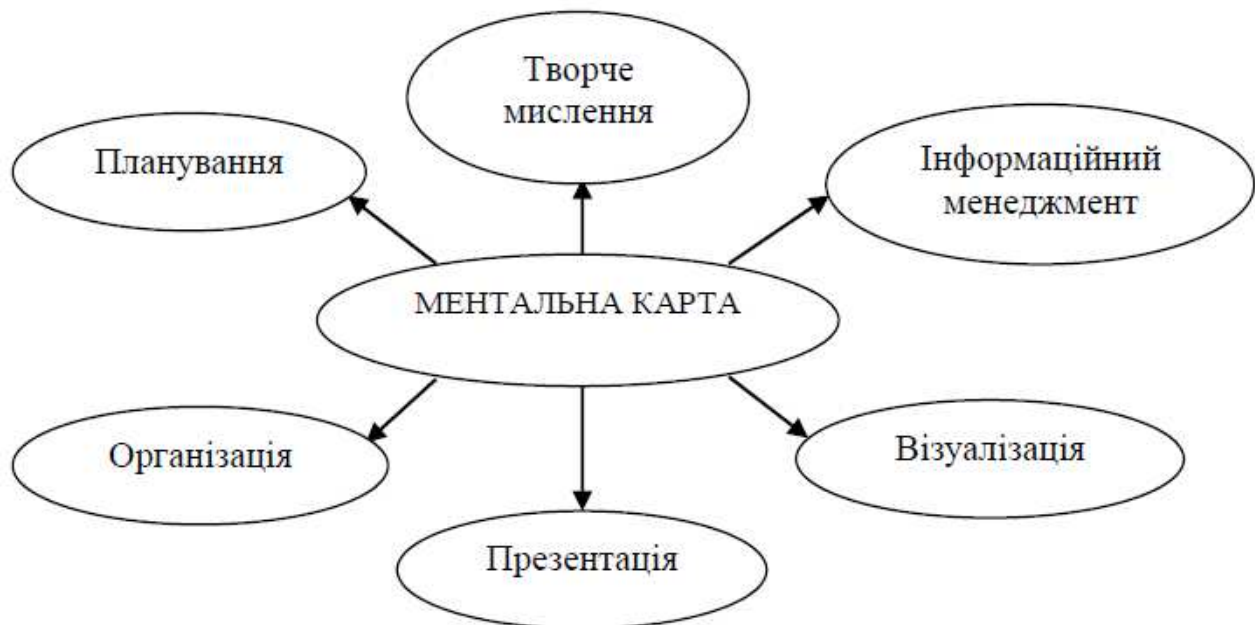 Творче
мислення
Планування
Інформаційний
менеджмент
МЕНТАЛЬНА КАРТА
Організація
Візуалізація
Презентація